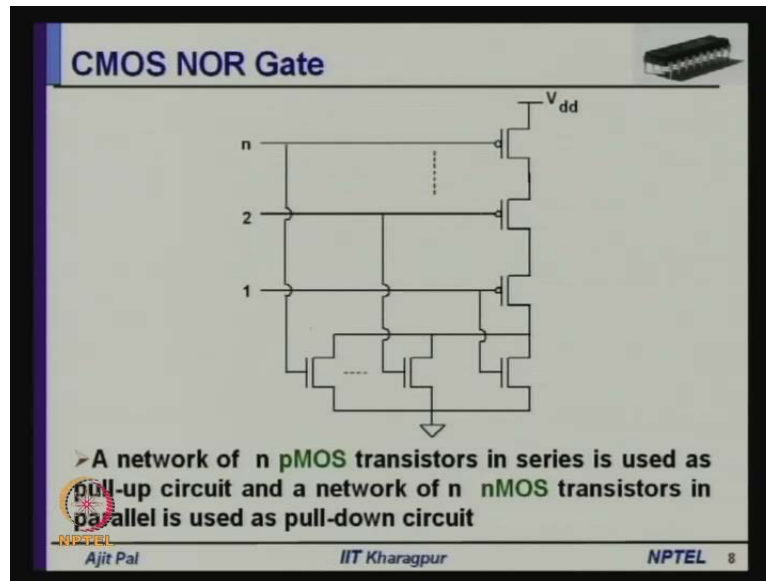 CMOS NOR Gate
V dd
n
2
1
➢A network of n pMOS transistors in series is used as
pull-up circuit and a network of n nMOS transistors in
parallel is used as pull-down circuit
NPTEL
Ajit Pal IIT Kharagpur NPTEL 8